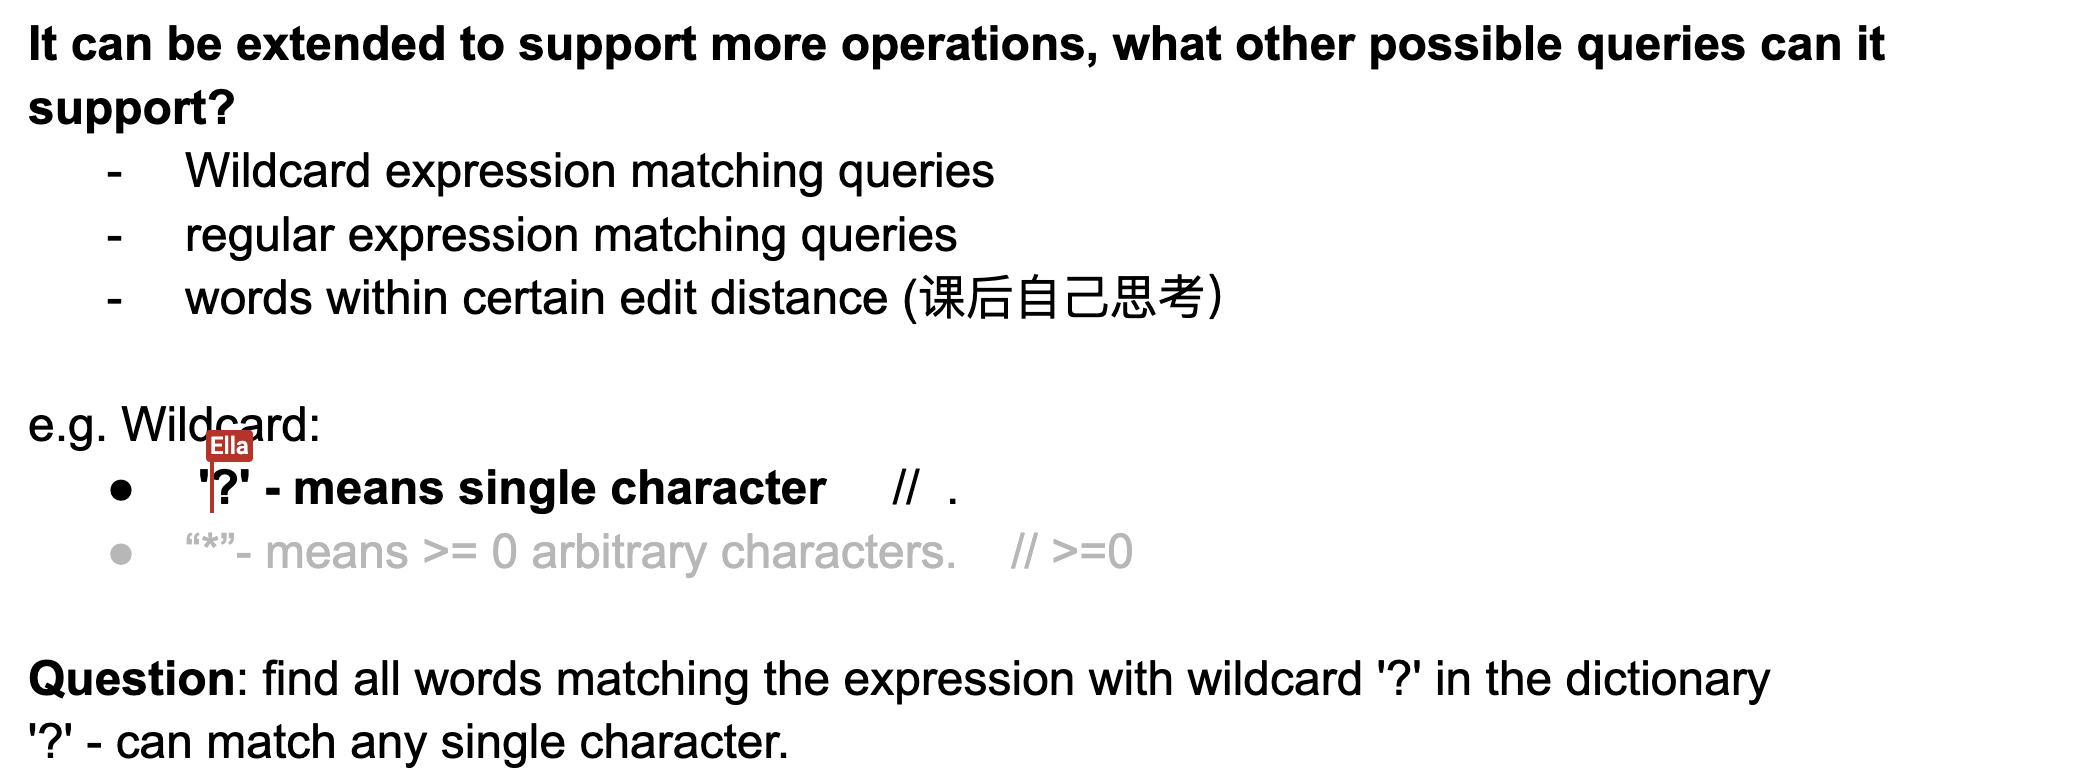 It can be extended to support more operations, what other possible queries can it
support?
- Wildcard expression matching queries
- regular expression matching queries
- words within certain edit distance (课后自己思考)
e.g. Wildcard:
Ella
● '?' - means single character // .
● “*”- means >= 0 arbitrary characters. // >=0
Question: find all words matching the expression with wildcard '?' in the dictionary
'?' - can match any single character.